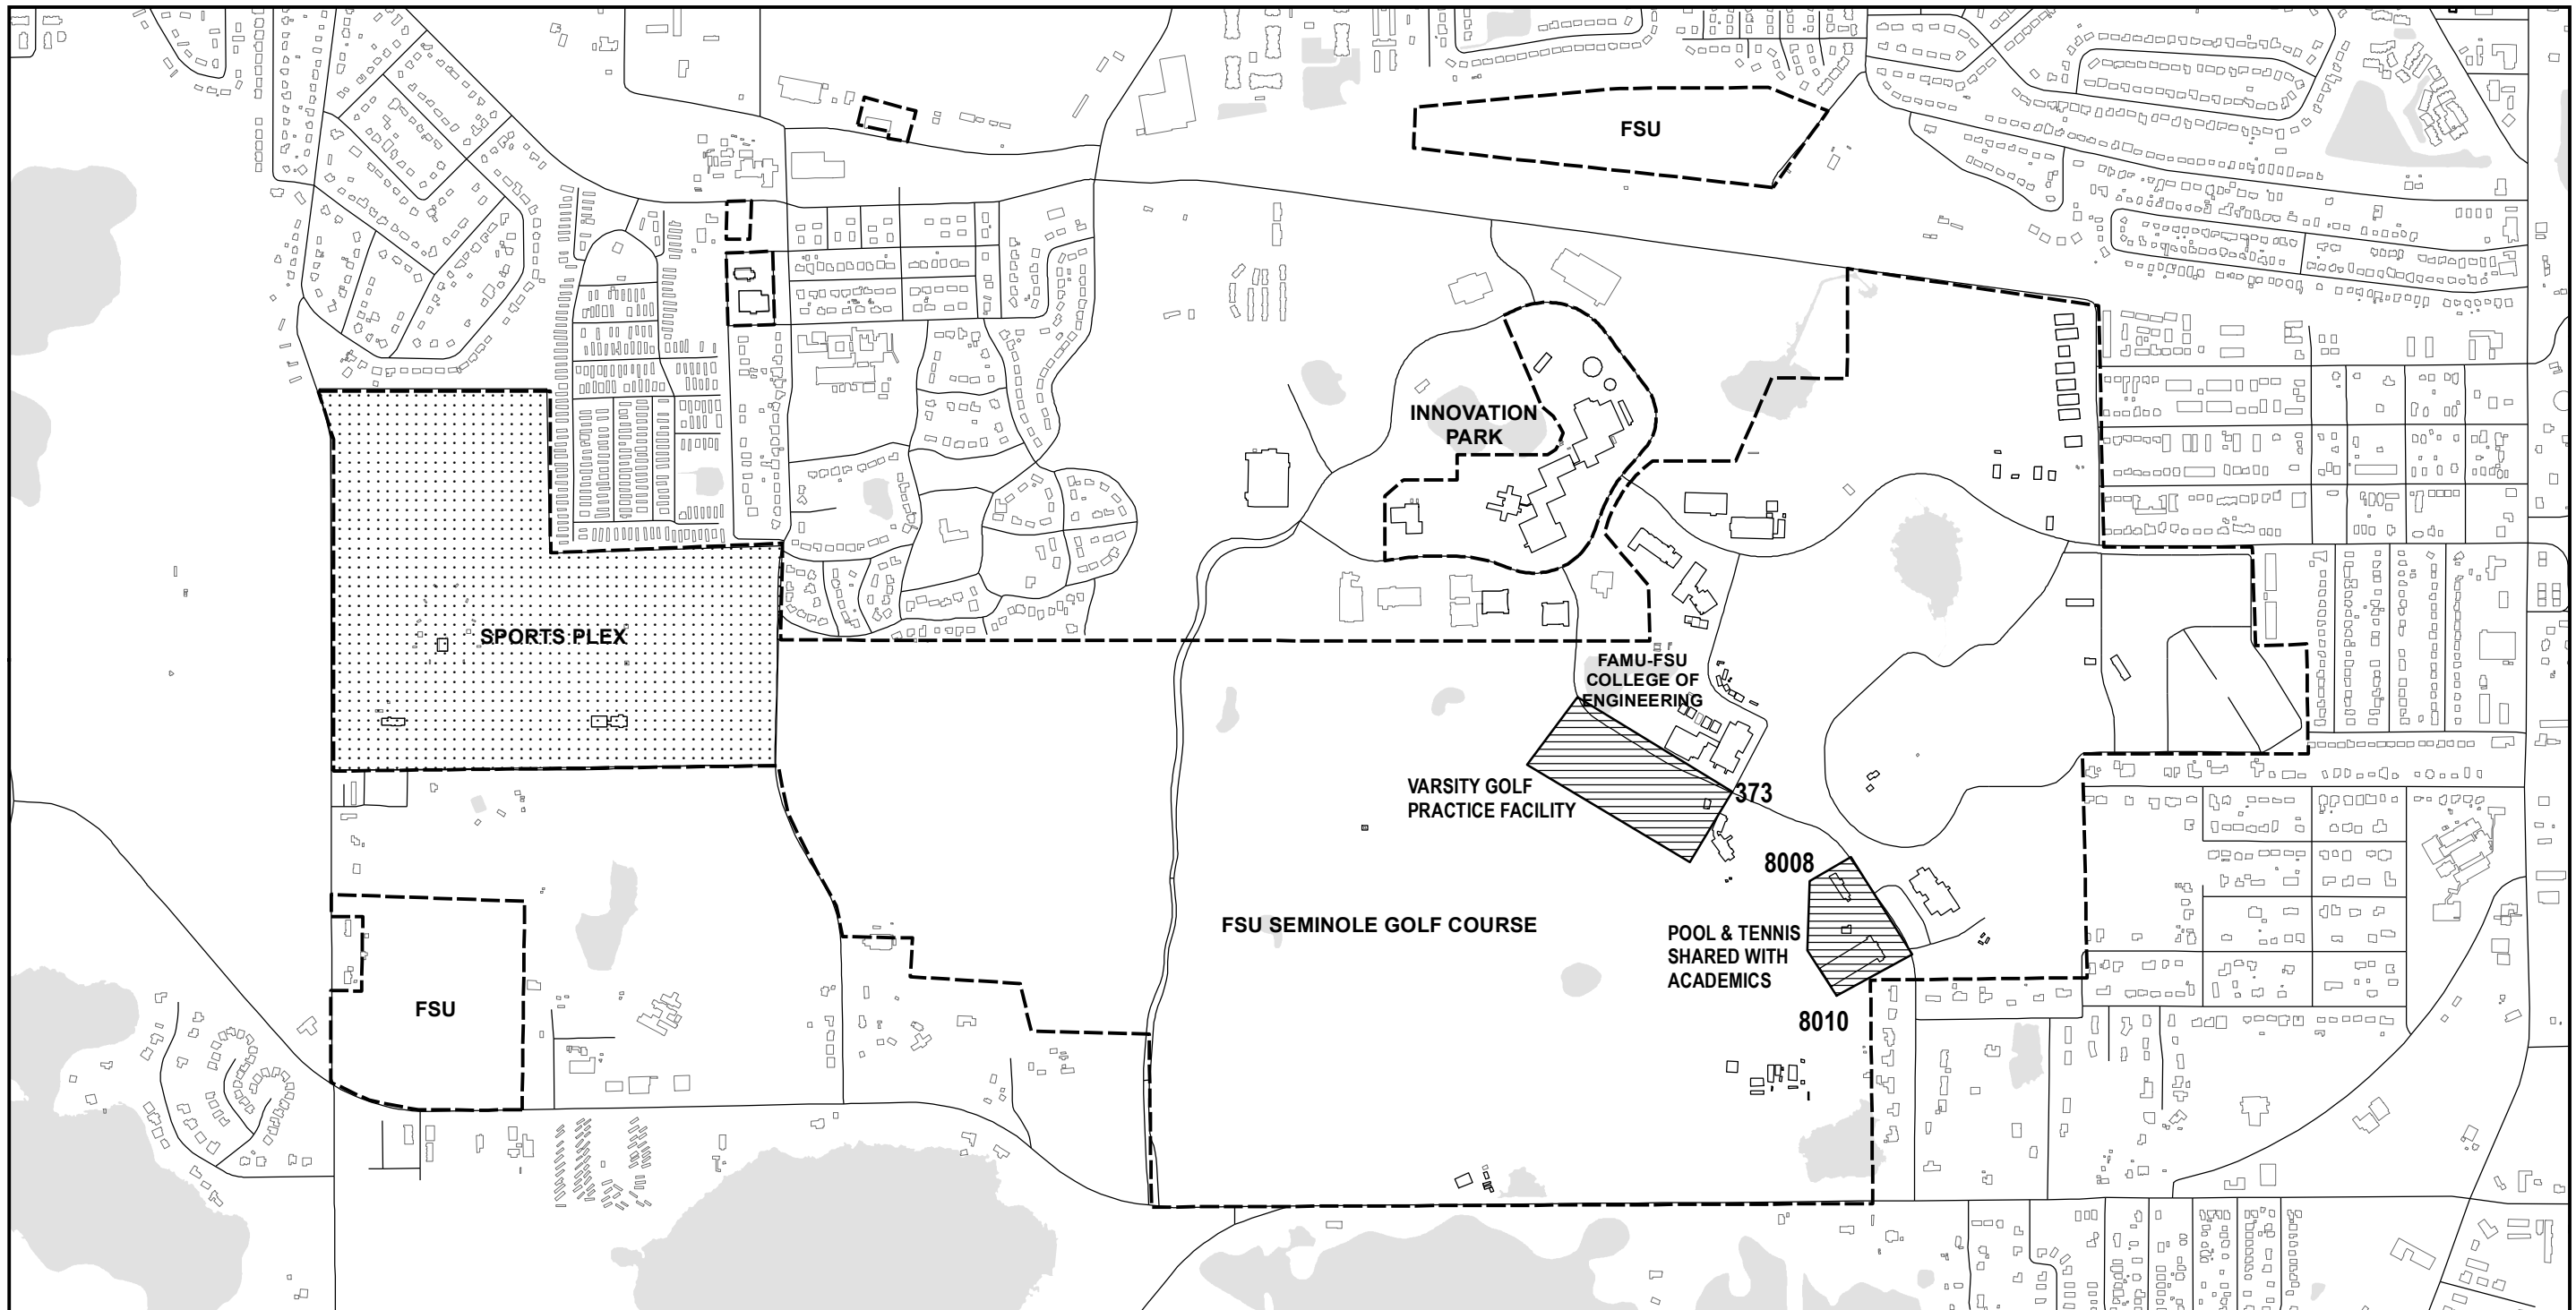 FSU
INNOVATION
PARK
SPORTS PLEX
FAMU-FSU
COLLEGE OF
ENGINEERING
VARSITY GOLF
PRACTICE FACILITY
373
8008
FSU SEMINOLE GOLF COURSE
POOL & TENNIS
SHARED WITH
ACADEMICS
FSU
8010